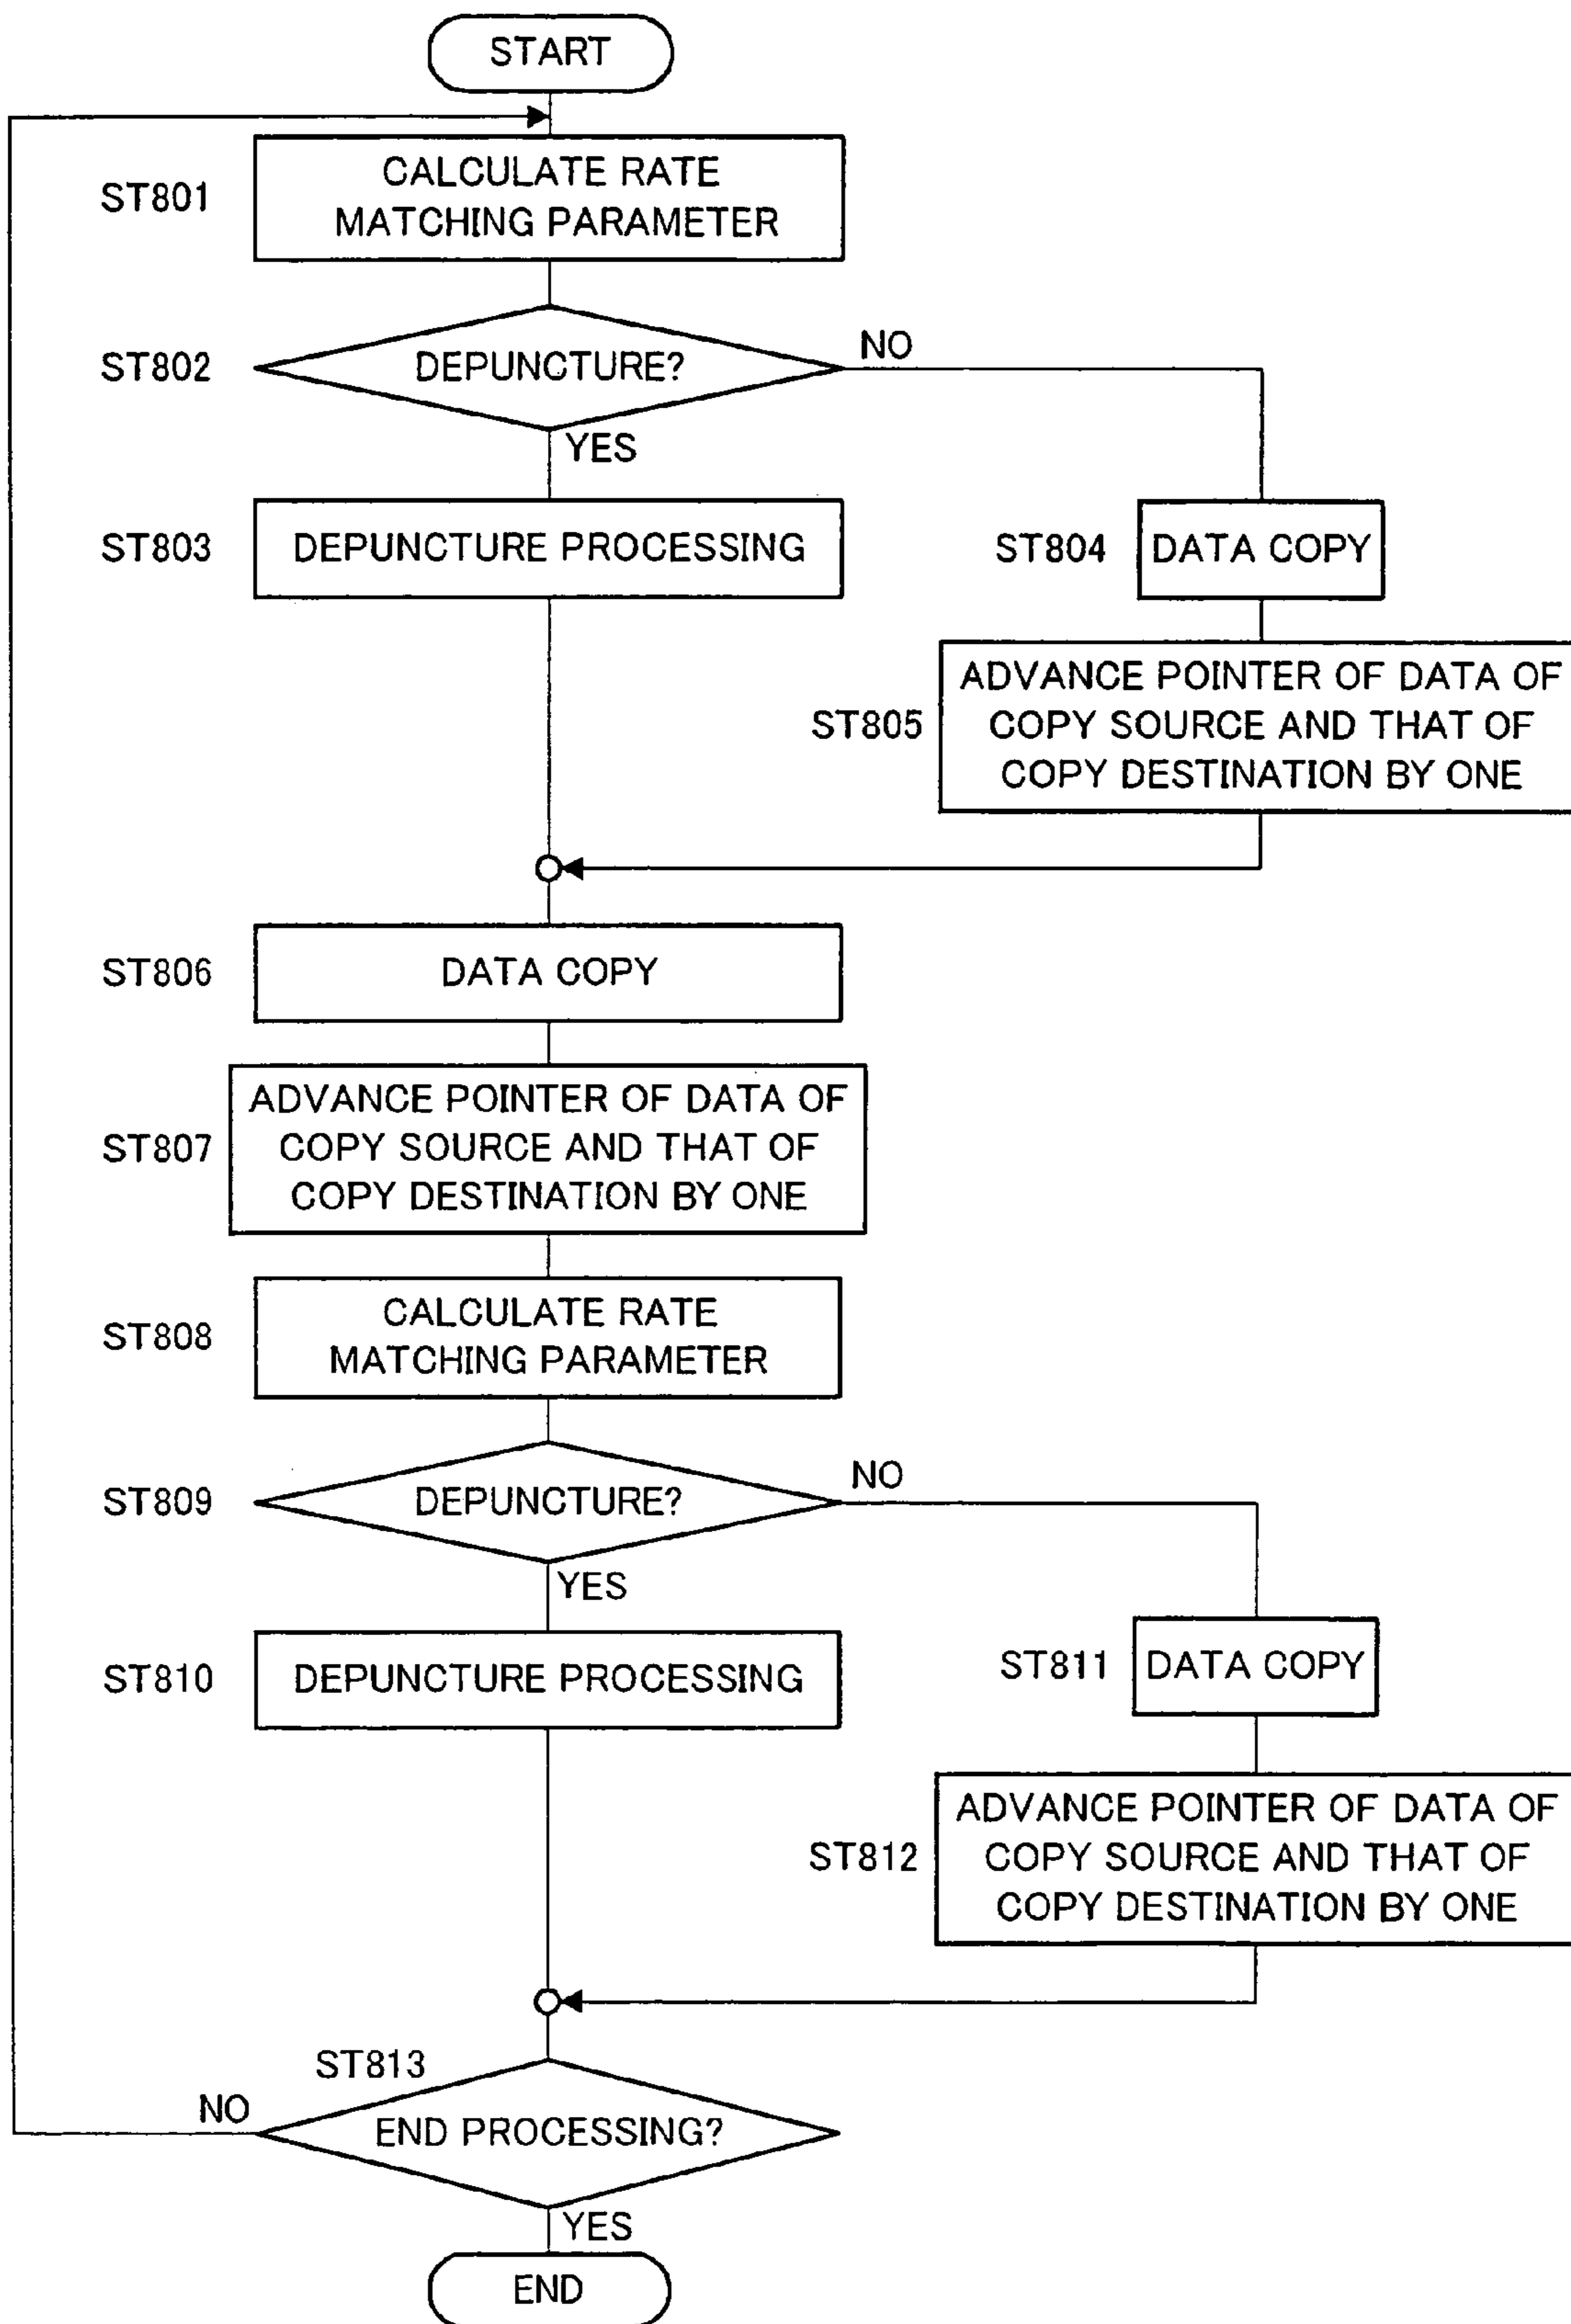 START
ST801
CALCULATE RATE
MATCHING PARAMETER
ST802
DEPUNCTURE?
NO
YES
ST803
DEPUNCTURE PROCESSING
ST804
DATA COPY
ST805
ADVANCE POINTER OF DATA OF
COPY SOURCE AND THAT OF
COPY DESTINATION BY ONE
ST806
DATA COPY
ST807
ADVANCE POINTER OF DATA OF
COPY SOURCE AND THAT OF
COPY DESTINATION BY ONE
ST808
CALCULATE RATE
MATCHING PARAMETER
ST809
DEPUNCTURE?
NO
YES
ST810
DEPUNCTURE PROCESSING
ST811
DATA COPY
ST812
ADVANCE POINTER OF DATA OF
COPY SOURCE AND THAT OF
COPY DESTINATION BY ONE
ST813
NO
END PROCESSING?
YES
END